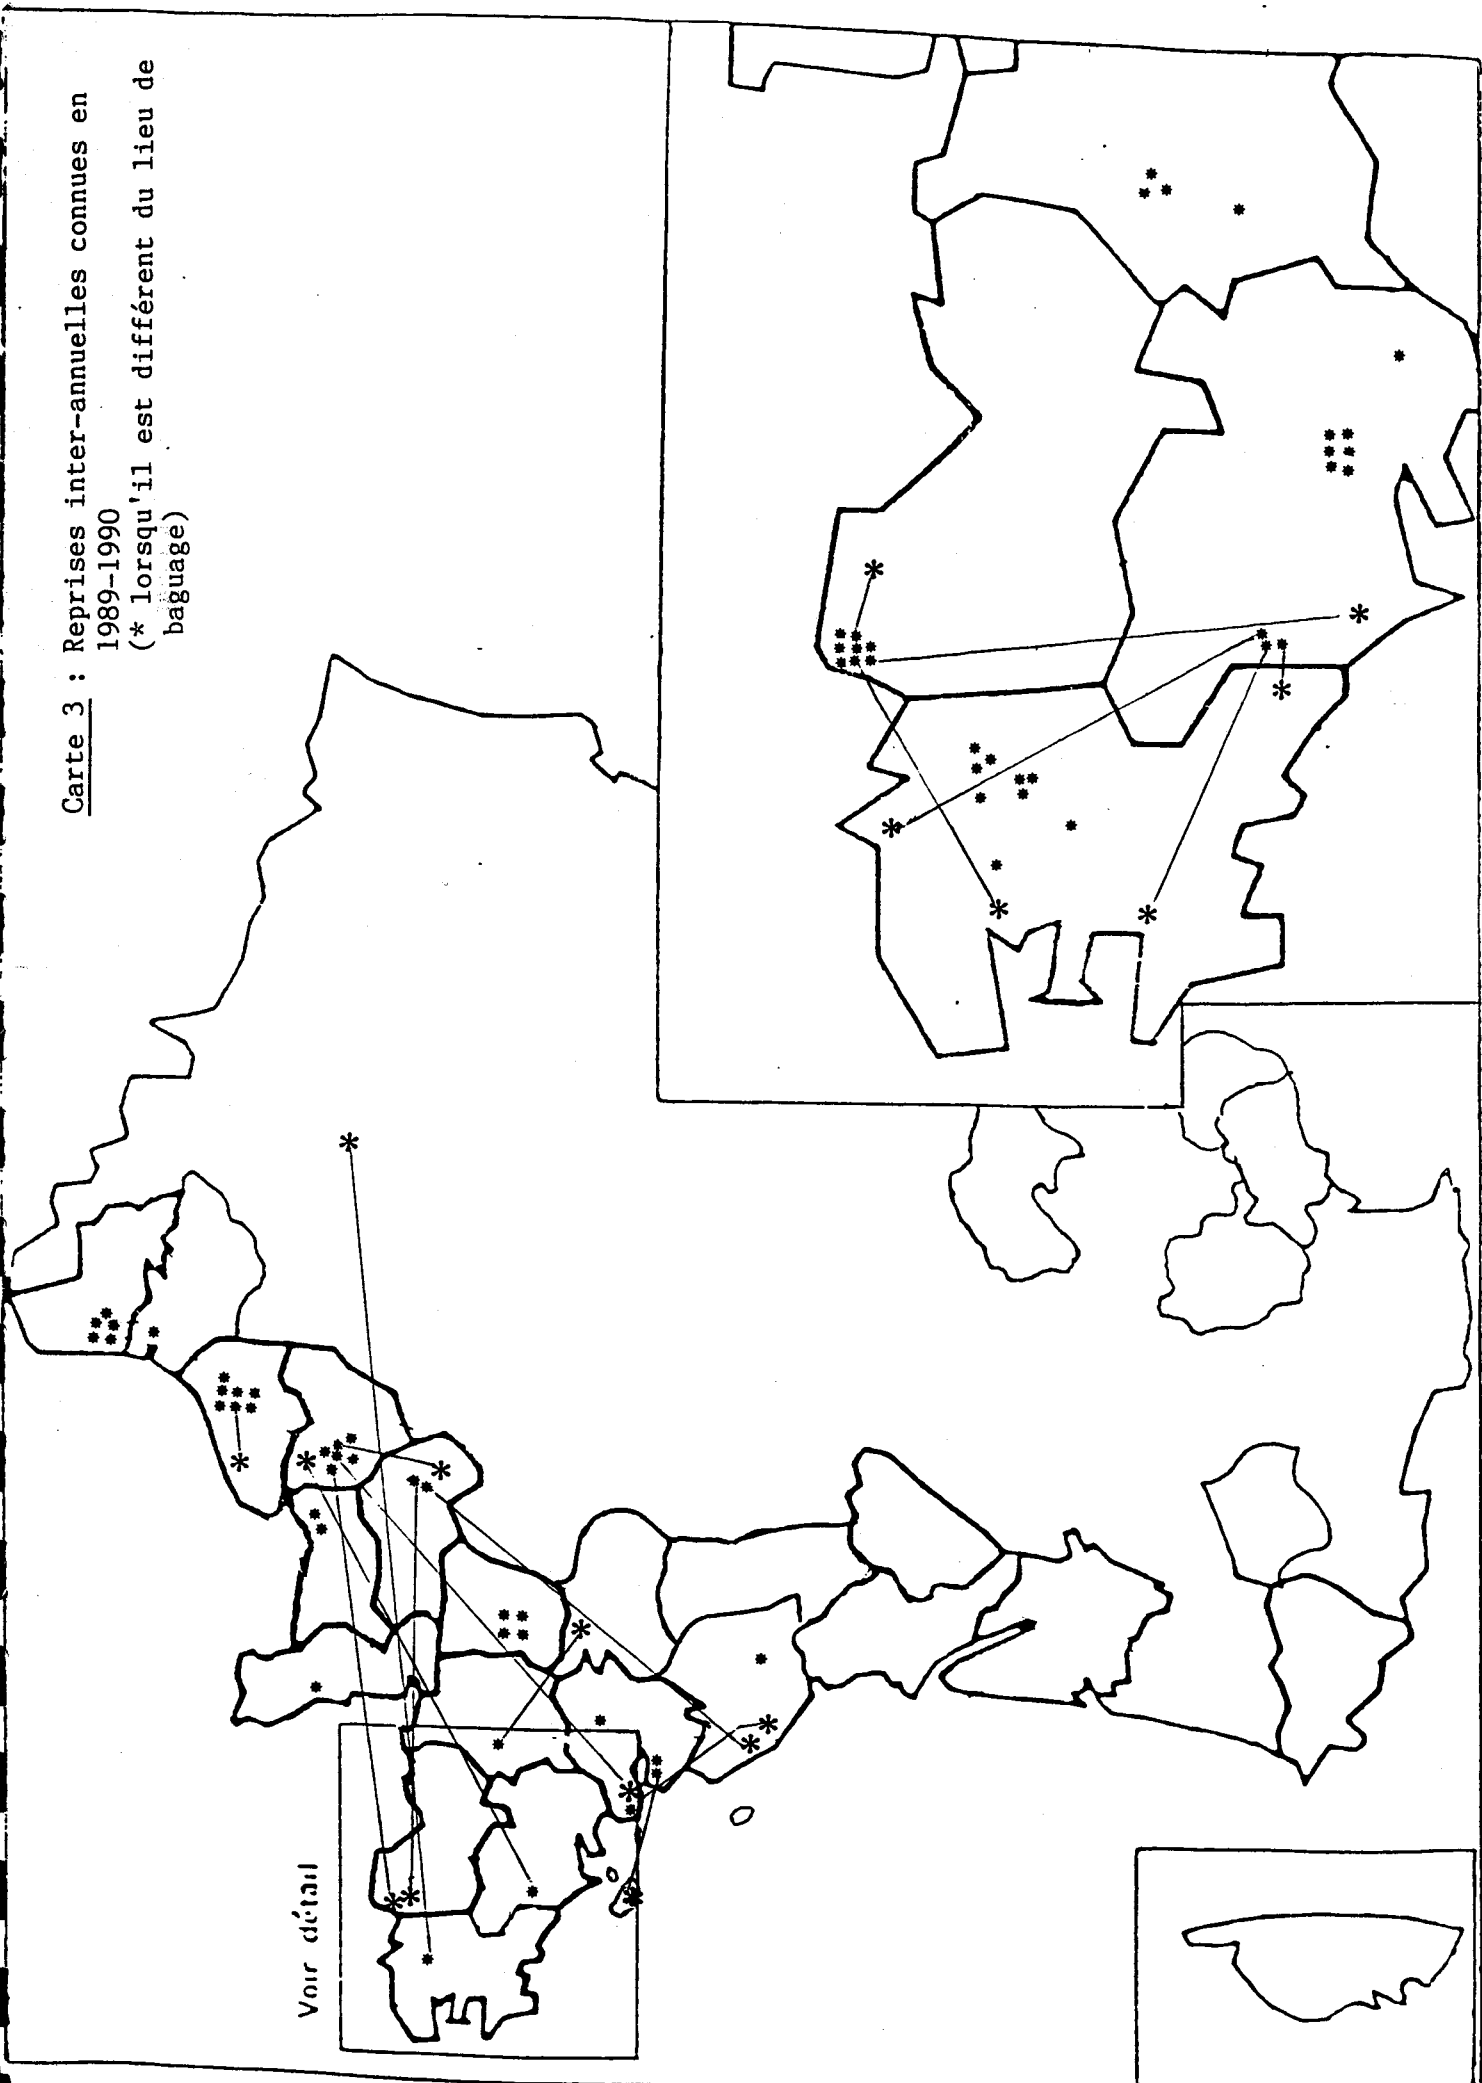 Carte 3 : Reprises inter-annuelles connues en
1989-1990
(* lorsqu'il est différent du lieu de
baguage)
Voir détail